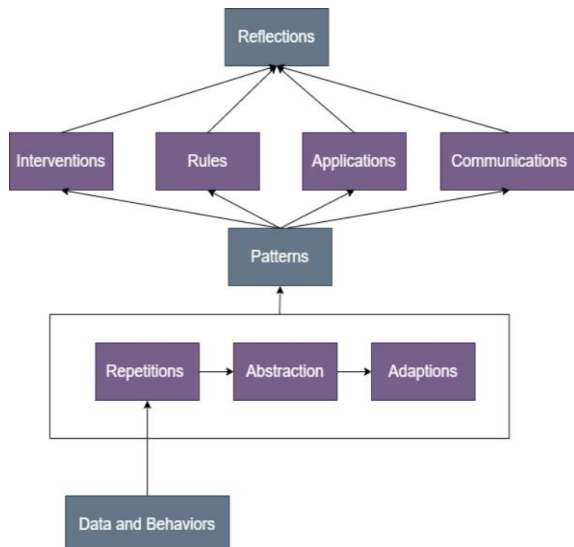 Reflections
Interventions
Rules
Applications
Communications
Patterns
Repetitions
Abstraction
Adaptions
Data and Behaviors